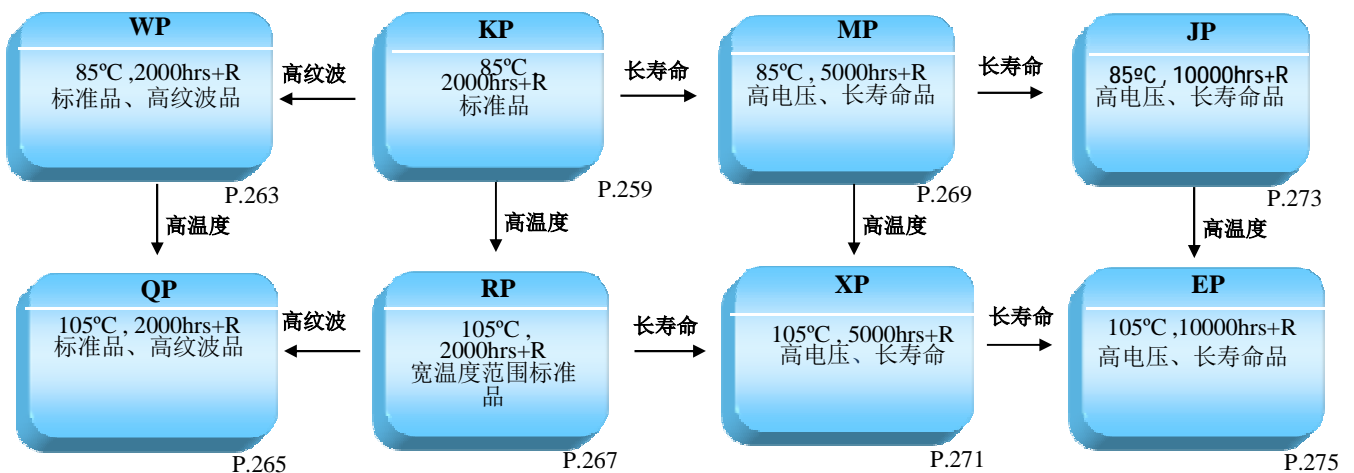 WP
85ºC ,2000hrs+R
标准品、高纹波品
P.263
高纹波
KP
85ºC ,
2000hrs+R
标准品
P.259
长寿命
MP
85ºC , 5000hrs+R
高电压、长寿命品
P.269
长寿命
JP
85ºC , 10000hrs+R
高电压、长寿命品
P.273
高温度
高温度
高温度
高温度
QP
105ºC , 2000hrs+R
标准品、高纹波品
P.265
高纹波
RP
105ºC ,
2000hrs+R
宽温度范围标准
品
P.267
长寿命
XP
105ºC , 5000hrs+R
高电压、长寿命
P.271
长寿命
EP
105ºC ,10000hrs+R
高电压、长寿命品
P.275